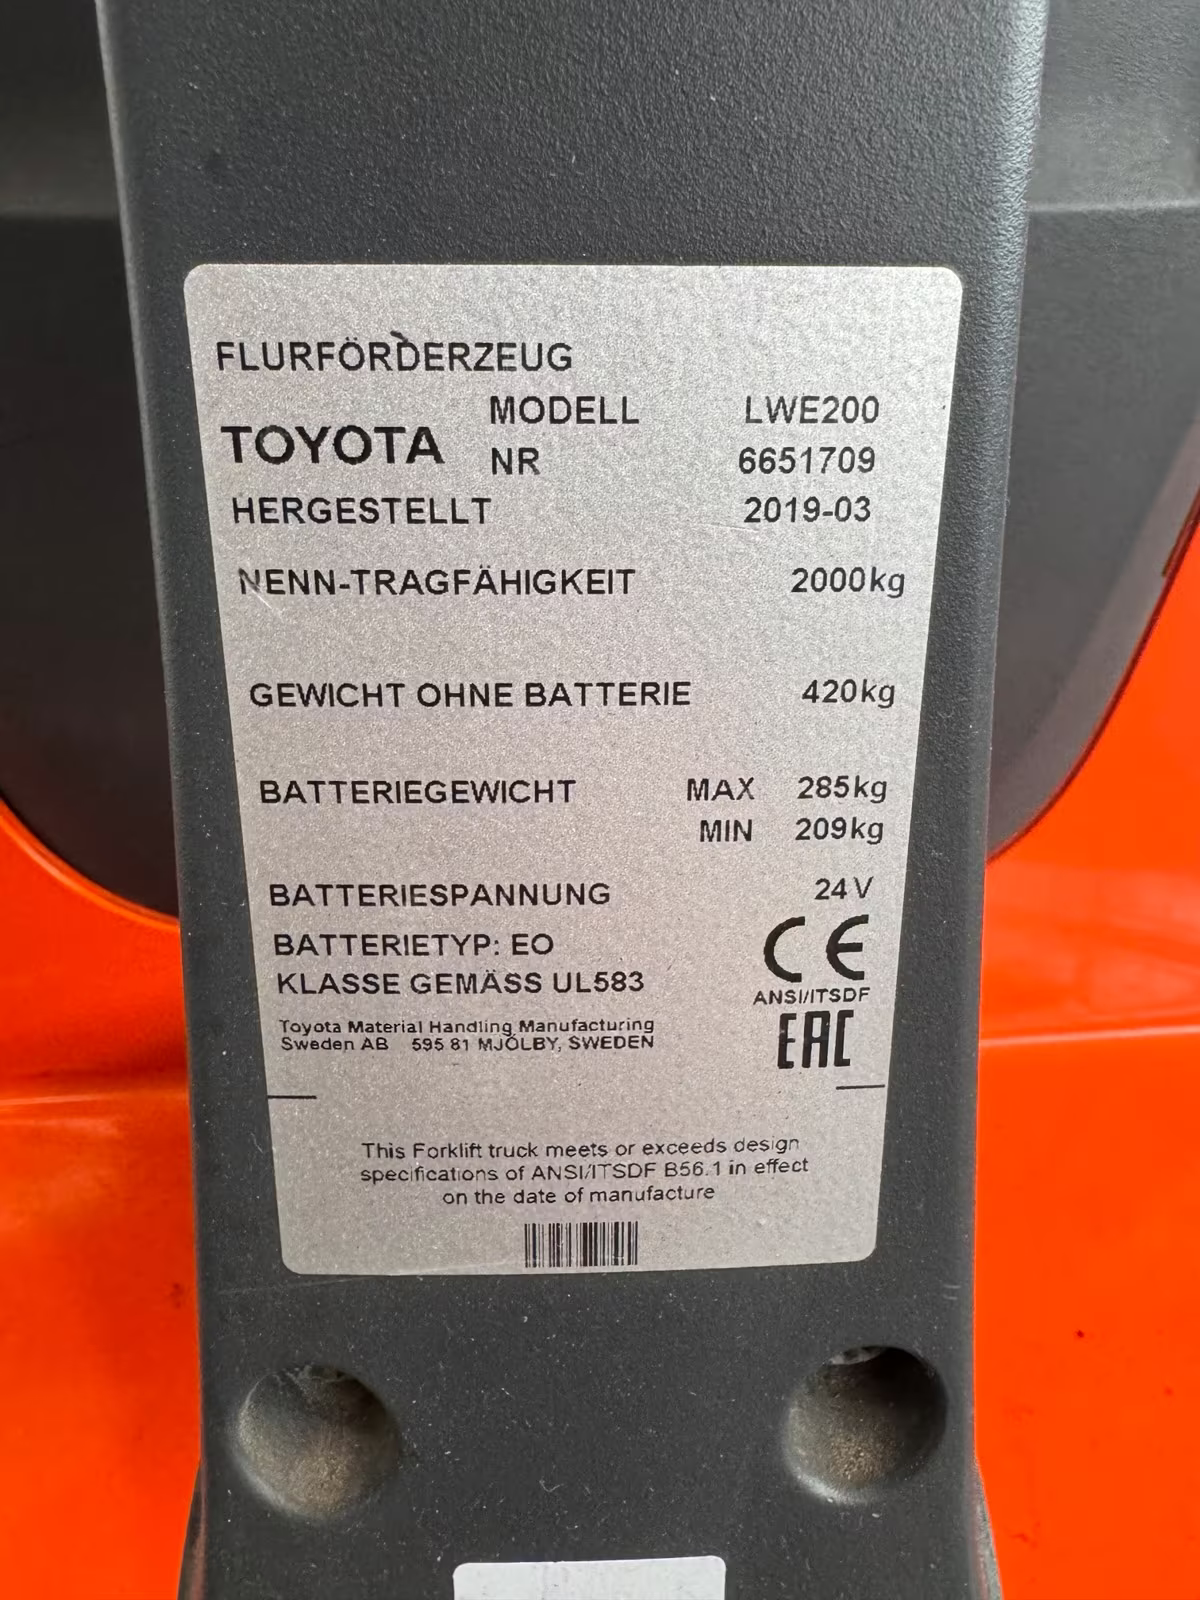 FLURFÖRDERZEUG
MODELL LWE200
TOYOTA
NR 6651709
HERGESTELLT 2019-03
NENN-TRAGFÄHIGKEIT 2000kg
GEWICHT OHNE BATTERIE 420kg
BATTERIEGEWICHT MAX 285kg
MIN 209kg
BATTERIESPANNUNG 24V
BATTERIETYP: EO
KLASSE GEMÄSS UL583
CE
ANSI/ITSDF
EAC
Toyota Material Handling Manufacturing
Sweden AB 595 81 MJÖLBY, SWEDEN
This Forklift truck meets or exceeds design
specifications of ANSI/ITSDF B56.1 in effect
on the date of manufacture